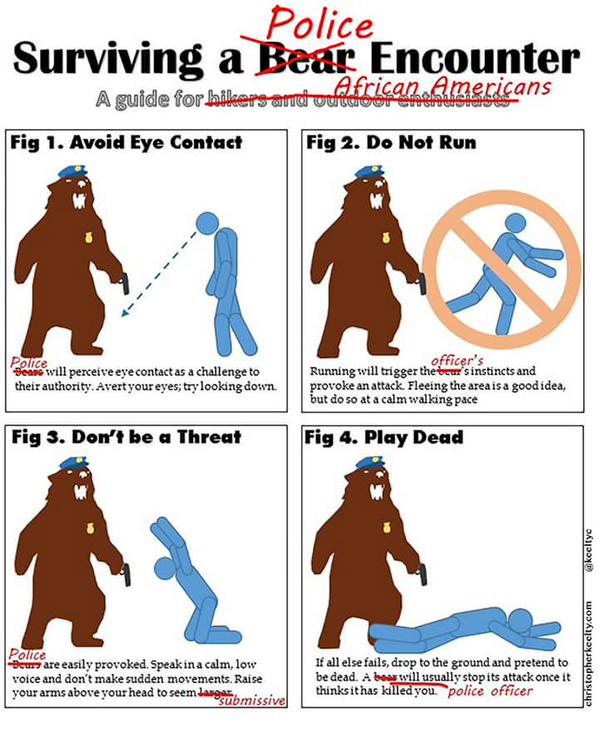 Police
Surviving a Bear Encounter
African Americans
A guide for hikers and outdoor enthusiasts
Fig 1. Avoid Eye Contact
Police
Bears will perceive eye contact as a challenge to
their authority. Avert your eyes; try looking down.
Fig 2. Do Not Run
officer's
Running will trigger the bear's instincts and
provoke an attack. Fleeing the area is a good idea,
but do so at a calm walking pace
Fig 3. Don't be a Threat
Police
Bears are easily provoked. Speak in a calm, low
voice and don't make sudden movements. Raise
your arms above your head to seem larger.
submissive
Fig 4. Play Dead
If all else fails, drop to the ground and pretend to
be dead. A bear will usually stop its attack once it
thinks it has killed you.
police officer
christopherkeelty.com @keeltyc